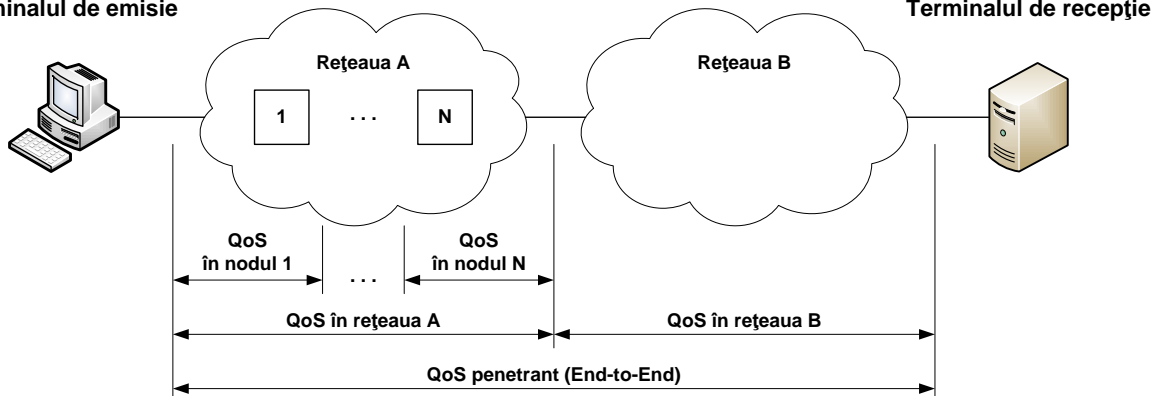 minalul de emisie
Terminalul de recepţie
Reţeaua A
Reţeaua B
1
. . .
N
QoS
în nodul 1
. . .
QoS
în nodul N
QoS în reţeaua A
QoS în reţeaua B
QoS penetrant (End-to-End)